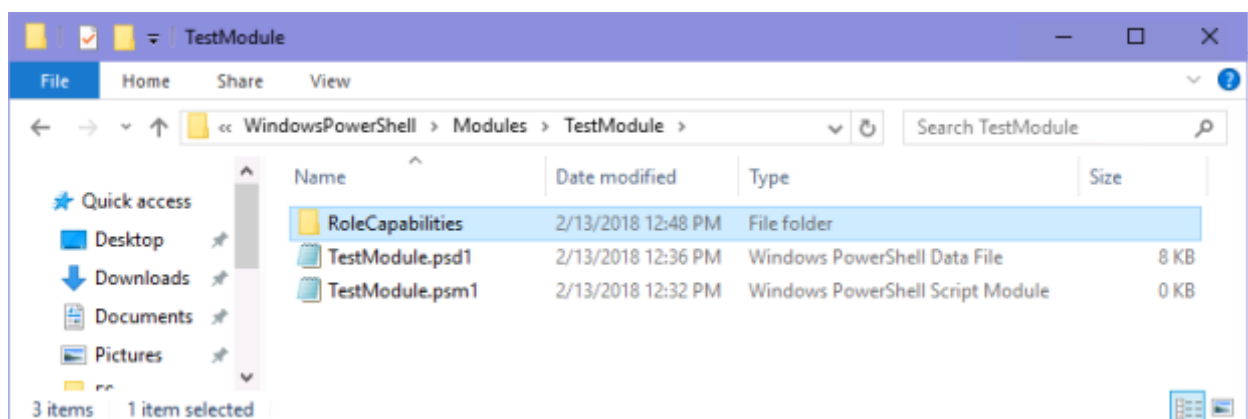 TestModule
File Home Share View
« WindowsPowerShell > Modules > TestModule > Search TestModule
Name Date modified Type Size
Quick access
RoleCapabilities 2/13/2018 12:48 PM File folder
Desktop
TestModule.psd1 2/13/2018 12:36 PM Windows PowerShell Data File 8 KB
Downloads
TestModule.psm1 2/13/2018 12:32 PM Windows PowerShell Script Module 0 KB
Documents
Pictures
3 items 1 item selected